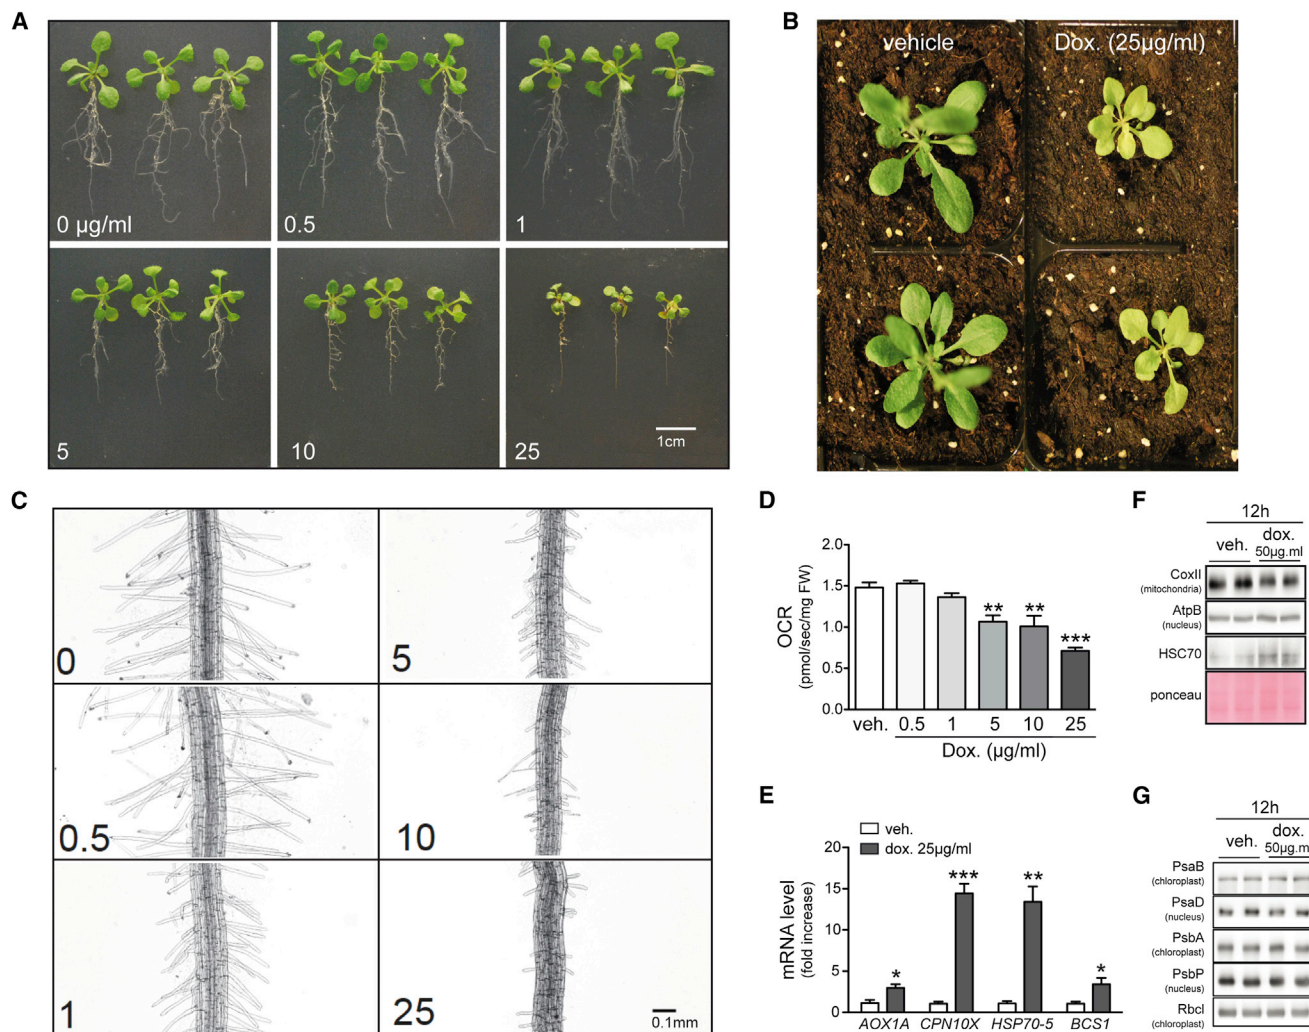 A
0 µg/ml
0.5
1
5
10
25
1cm
B
vehicle
Dox. (25µg/ml)
C
0
5
0.5
10
1
25
0.1mm
D
OCR
(pmol/sec/mg FW)
2.0
1.5
1.0
0.5
0.0
**
**
***
veh.
0.5
1
5
10
25
Dox. (µg/ml)
E
veh.
dox. 25µg/ml
mRNA level
(fold increase)
20
15
10
5
0
*
***
**
*
AOX1A
CPN10X
HSP70-5
BCS1
F
12h
veh.
dox.
50µg.ml
CoxII
(mitochondria)
AtpB
(nucleus)
HSC70
ponceau
G
12h
veh.
dox.
50µg.m
PsaB
(chloroplast)
PsaD
(nucleus)
PsbA
(chloroplast)
PsbP
(nucleus)
Rbcl
(chloroplast)